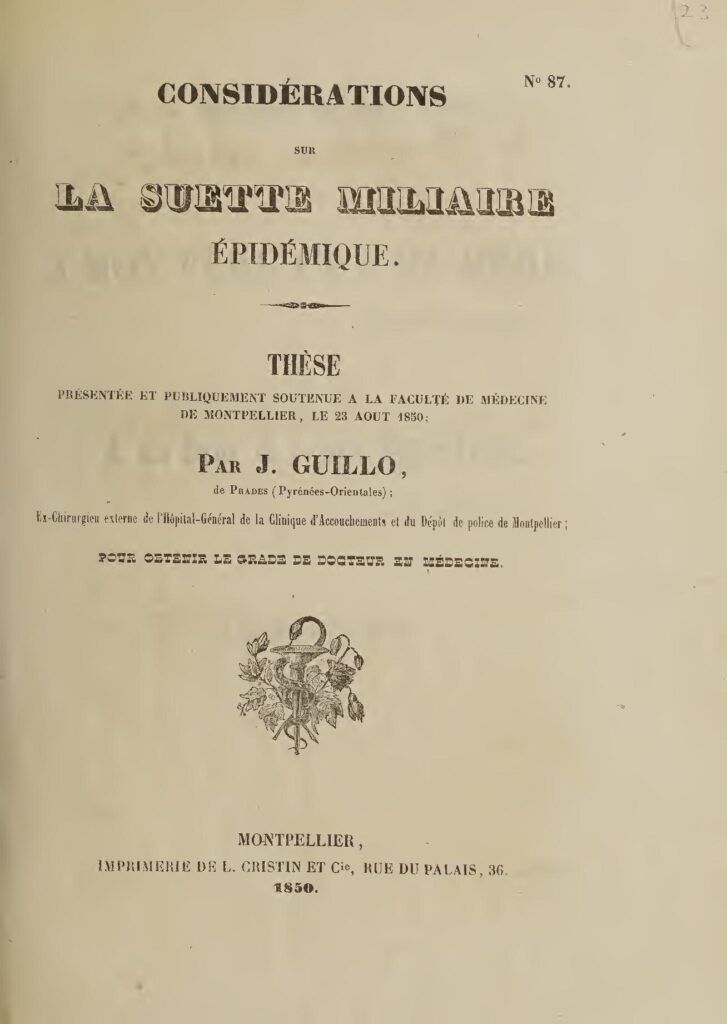 23
N° 87.
CONSIDÉRATIONS
SUR
LA SUETTE MILIAIRE
ÉPIDÉMIQUE.
THÈSE
PRÉSENTÉE ET PUBLIQUEMENT SOUTENUE A LA FACULTÉ DE MÉDECINE
DE MONTPELLIER, LE 23 AOUT 1850;
PAR J. GUILLO,
de PRADES (Pyrénées-Orientales);
Ex-Chirurgien externe de l'Hôpital-Général de la Clinique d'Accouchements et du Dépôt de police de Montpellier;
POUR OBTENIR LE GRADE DE DOCTEUR EN MÉDECINE.
MONTPELLIER,
IMPRIMERIE DE L. CRISTIN ET Cie, RUE DU PALAIS, 36.
1850.